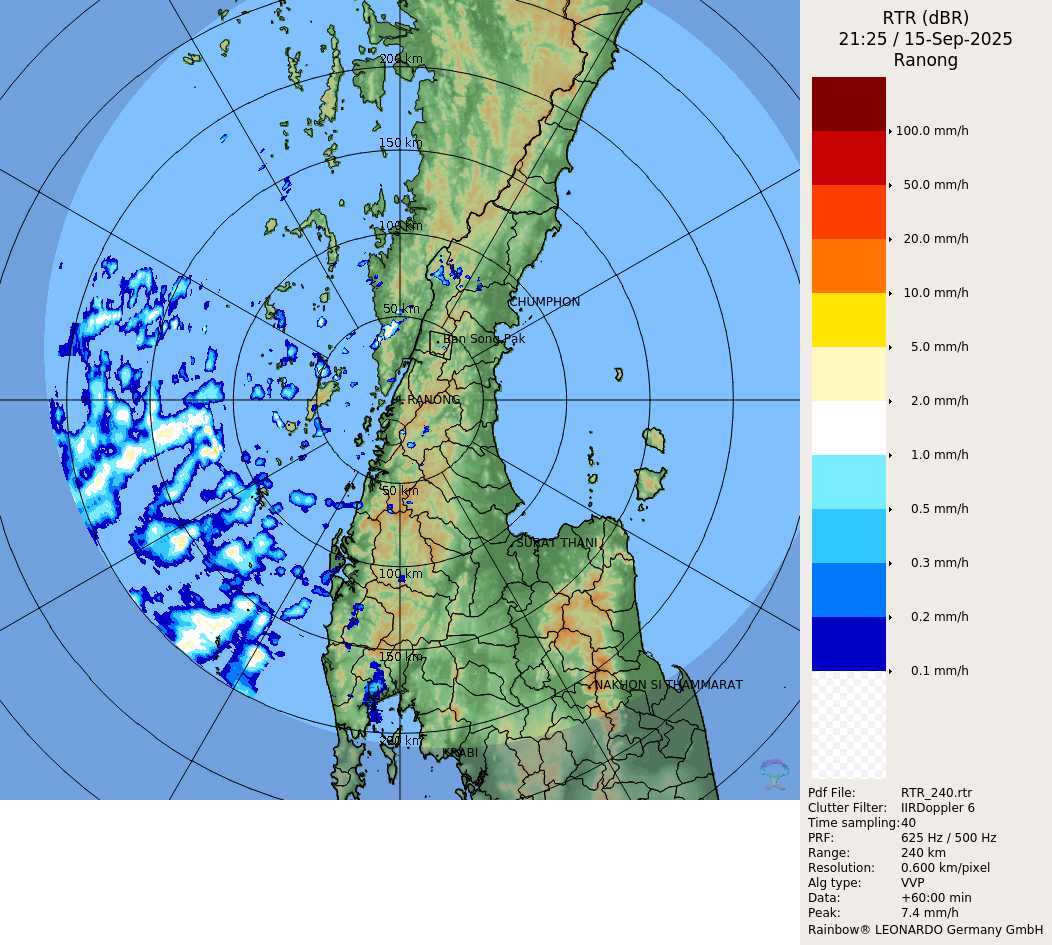 RTR (dBR)
21:25 / 15-Sep-2025
Ranong
100.0 mm/h
50.0 mm/h
20.0 mm/h
10.0 mm/h
5.0 mm/h
2.0 mm/h
1.0 mm/h
0.5 mm/h
0.3 mm/h
0.2 mm/h
0.1 mm/h
200 km
150 km
100 km
50 km
CHUMPHON
Ban Song Pak
RANONG
50 km
SURAT THANI
100 km
150 km
NAKHON SI THAMMARAT
200 km
KRABI
Pdf File: RTR_240.rtr
Clutter Filter: IIRDoppler 6
Time sampling:40
PRF: 625 Hz / 500 Hz
Range: 240 km
Resolution: 0.600 km/pixel
Alg type: VVP
Data: +60:00 min
Peak: 7.4 mm/h
Rainbow® LEONARDO Germany GmbH